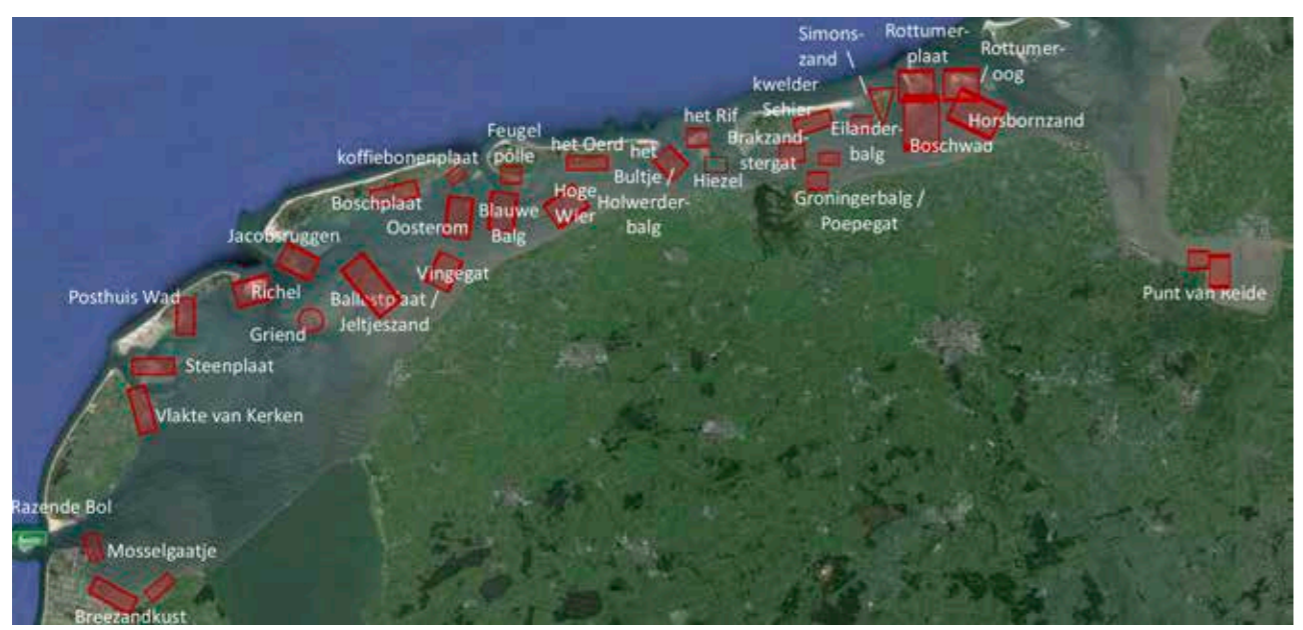 Simons-
zand \
Rottumer-
plaat
Rottumer-
/ oog
kwelder
Schier
het Rif
Brakzand-
stergat
Eilander-
balg
Horsbornzand
Boschwad
Feugel
pôlle
het Oerd
het
Bultje /
Holwerder-
balg
Hiezel
Groningerbalg /
Poepegat
koffiebonenplaat
Boschplaat
Oosterom
Blauwe
Balg
Hoge
Wier
Jacobsruggen
Vingegat
Posthuis Wad
Richel
Ballastplaat /
Jeltjeszand
Griend
Punt van Reide
Steenplaat
Vlakte van Kerken
Razende Bol
Mosselgaatje
Breezandkust